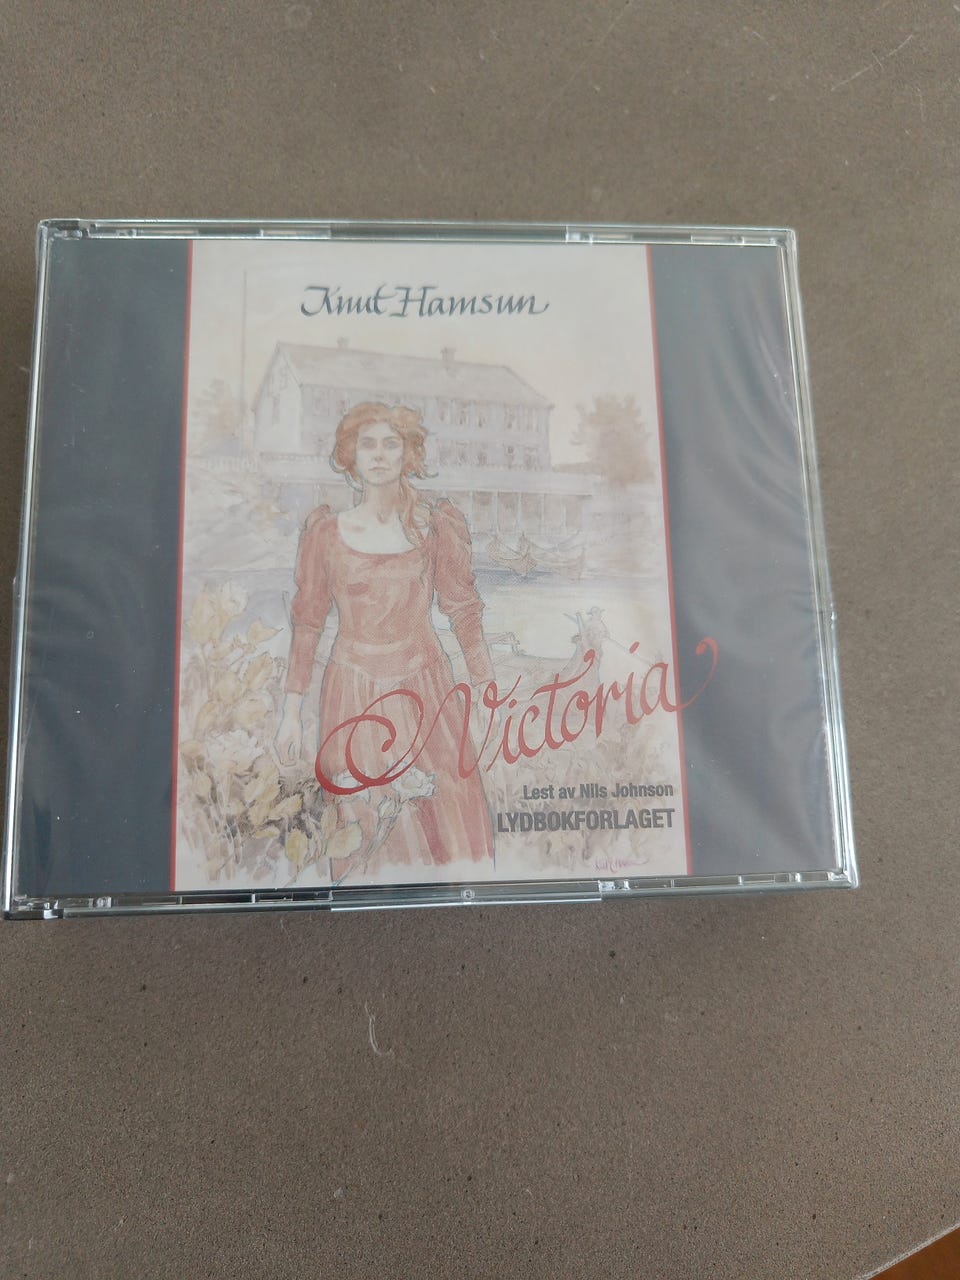 Knut Hamsun
Victoria
Lest av Nils Johnson
LYDBOKFORLAGET